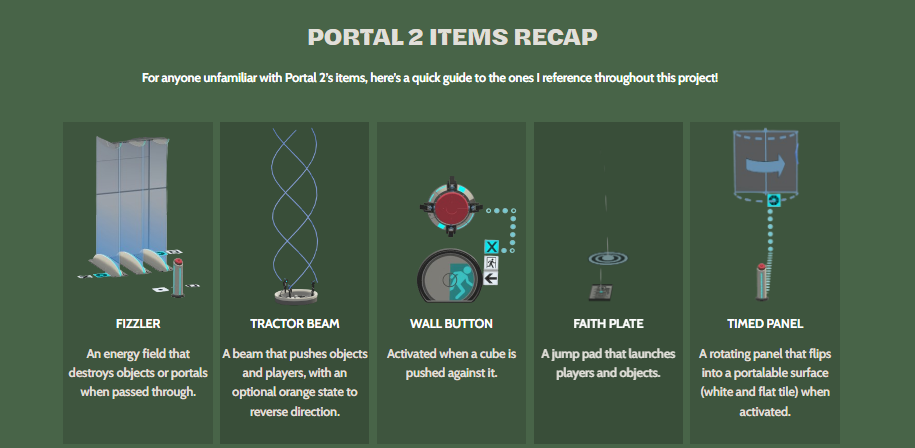 PORTAL 2 ITEMS RECAP
For anyone unfamiliar with Portal 2's items, here's a quick guide to the ones I reference throughout this project!
FIZZLER
An energy field that
destroys objects or portals
when passed through.
TRACTOR BEAM
A beam that pushes objects
and players, with an
optional orange state to
reverse direction.
X
WALL BUTTON
Activated when a cube is
pushed against it.
FAITH PLATE
A jump pad that launches
players and objects.
TIMED PANEL
A rotating panel that flips
into a portalable surface
(white and flat tile) when
activated.